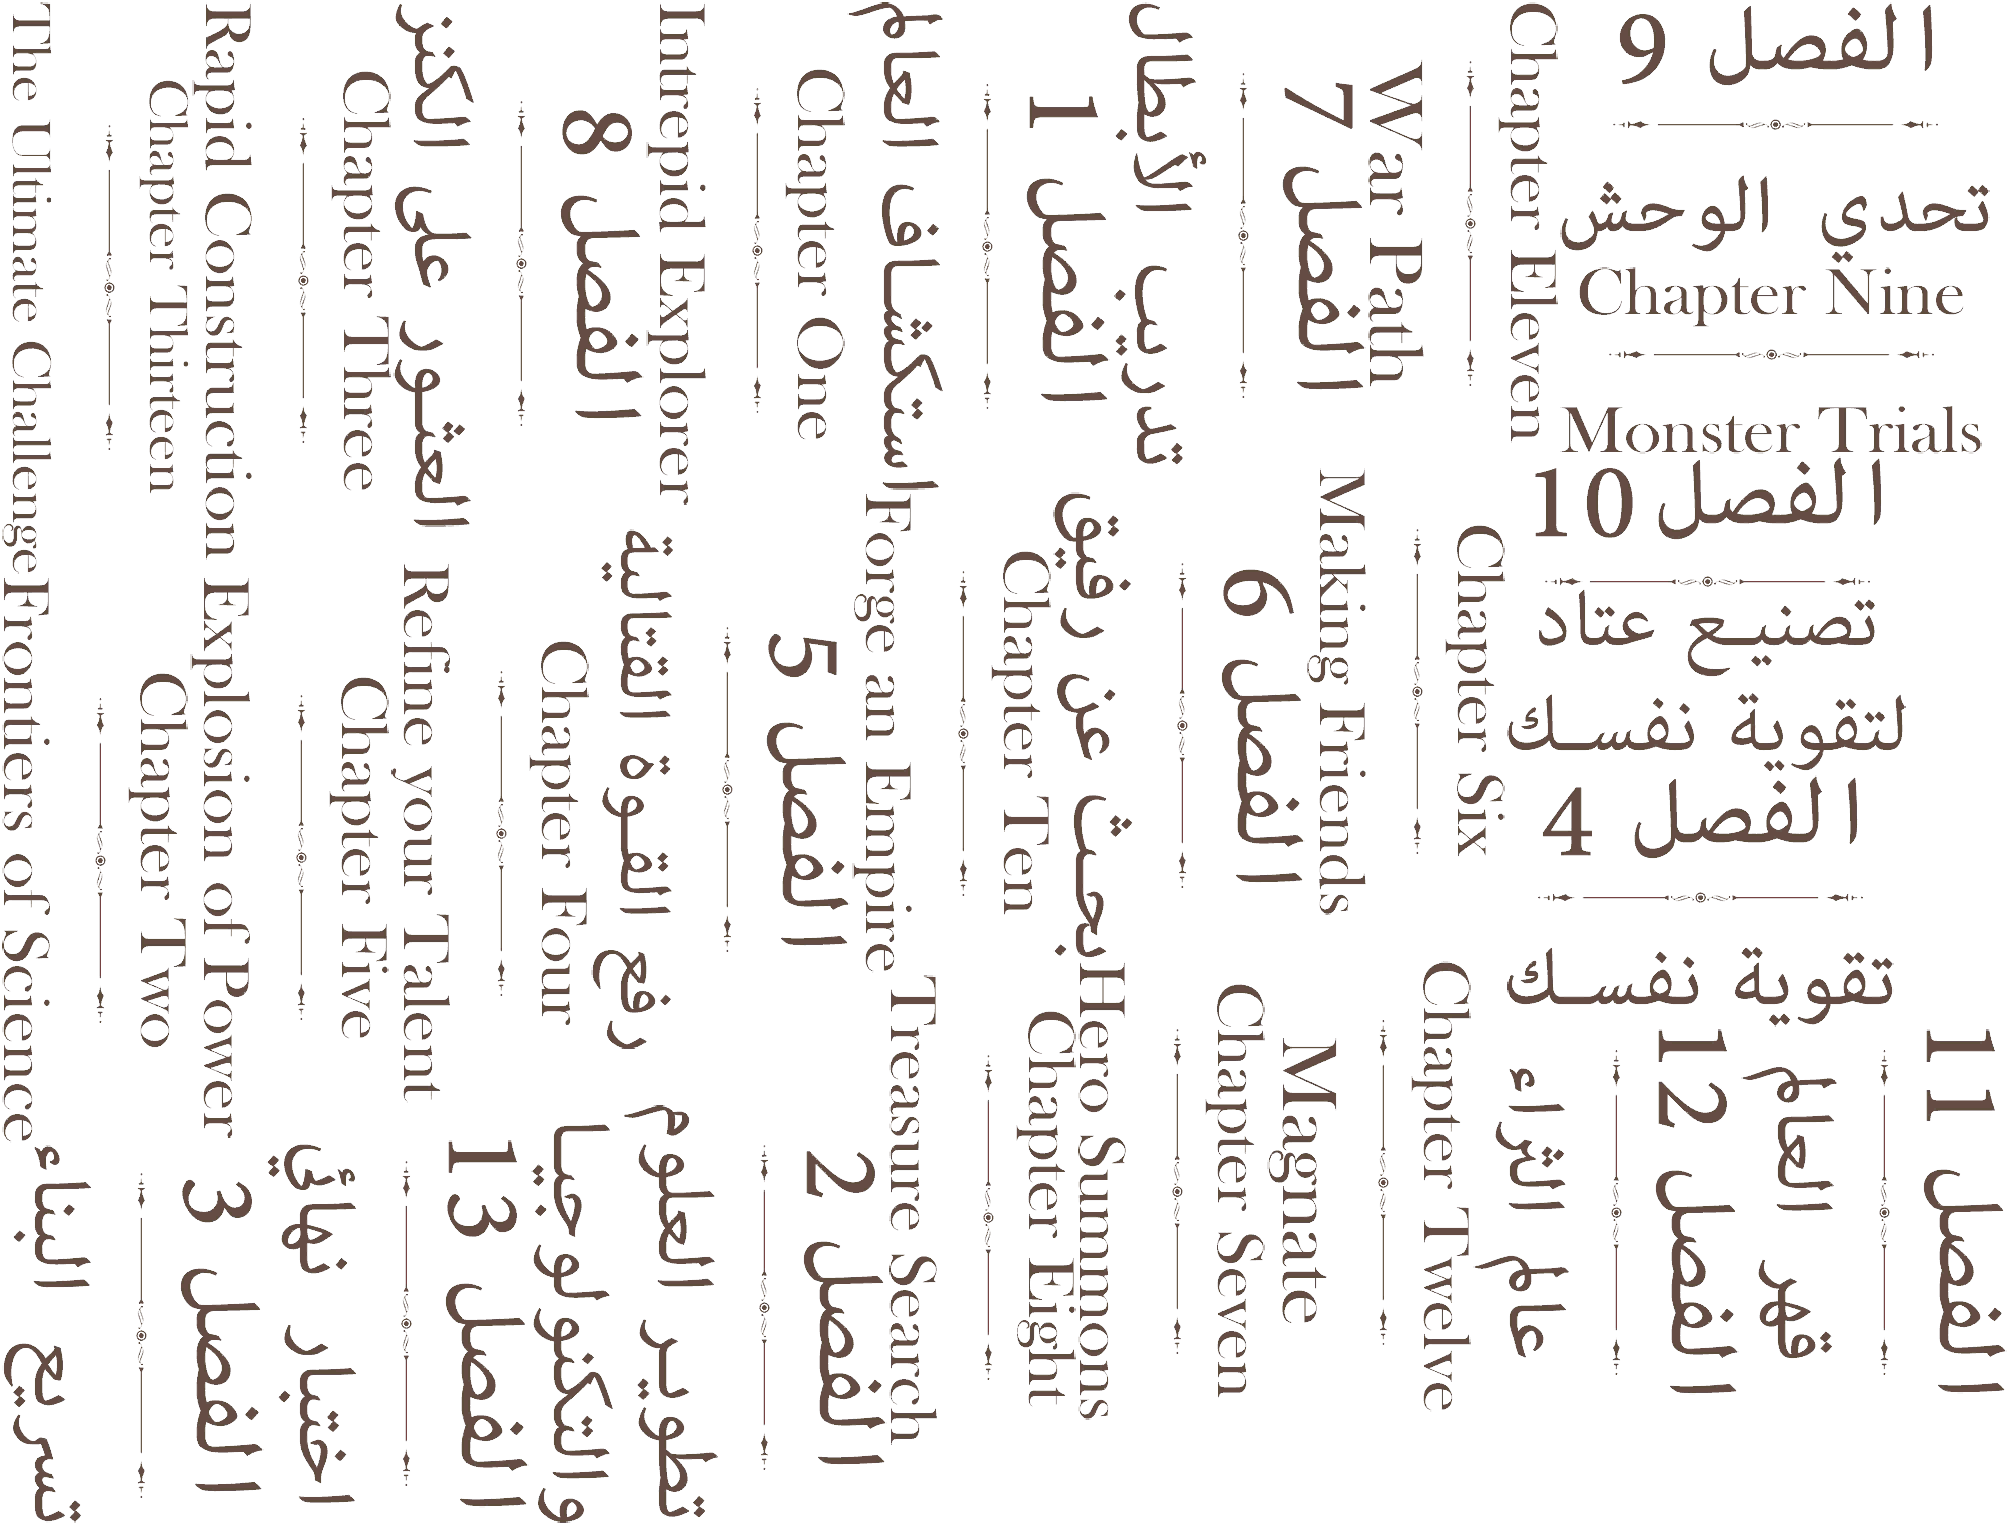 الفصل 9
تحدي الوحش
Chapter Nine
Monster Trials
الفصل 10
تصنيع عتاد
لتقوية نفسك
الفصل 4
تقوية نفسك
الفصل 11
قهر العالم
الفصل 12
عالم الثراء
Chapter Eleven
War Path
الفصل 7
تدريب الأبطال
الفصل 1
استكشاف العالم
Chapter One
Intrepid Explorer
الفصل 8
العثور على الكنز
Chapter Three
Rapid Construction
Chapter Thirteen
The Ultimate Challenge
Chapter Six
Making Friends
الفصل 6
بحث عن رفيق
Chapter Ten
Forge an Empire
الفصل 5
رفع القوة القتالية
Chapter Four
Refine your Talent
Chapter Five
Explosion of Power
Chapter Two
Frontiers of Science
Chapter Twelve
Magnate
Chapter Seven
Hero Summons
Chapter Eight
Treasure Search
الفصل 2
تطوير العلوم
والتكنولوجيا
الفصل 13
اختبار نهائي
الفصل 3
تسريع البناء